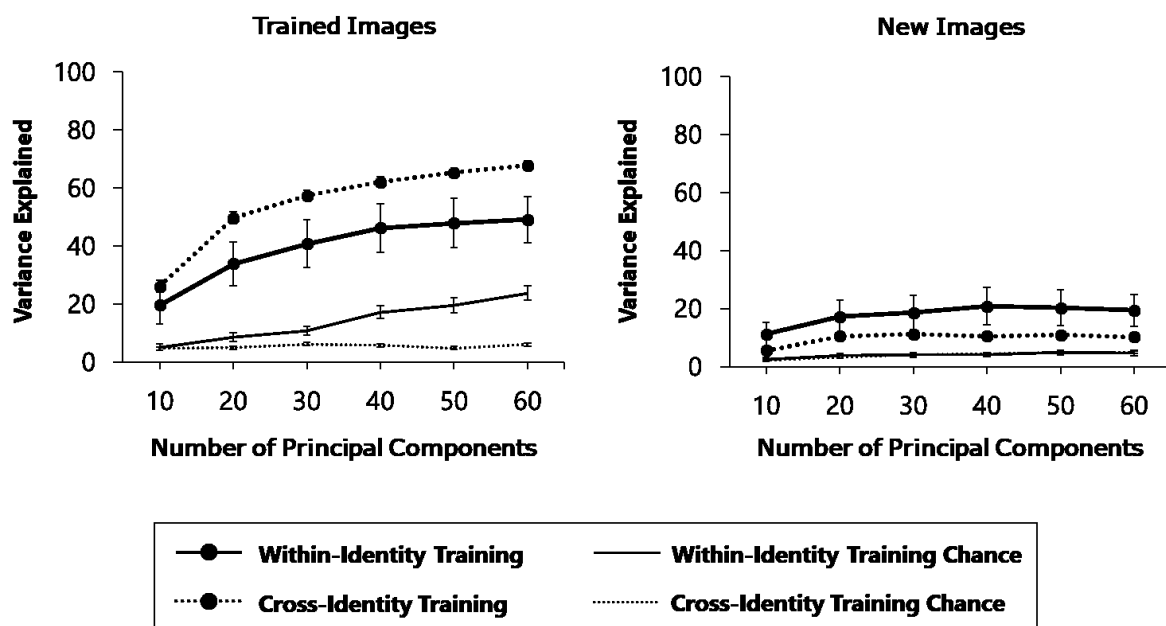 Trained Images
100
80
60
40
20
0
Variance Explained
10 20 30 40 50 60
Number of Principal Components
New Images
100
80
60
40
20
0
Variance Explained
10 20 30 40 50 60
Number of Principal Components
Within-Identity Training
Within-Identity Training Chance
Cross-Identity Training
Cross-Identity Training Chance